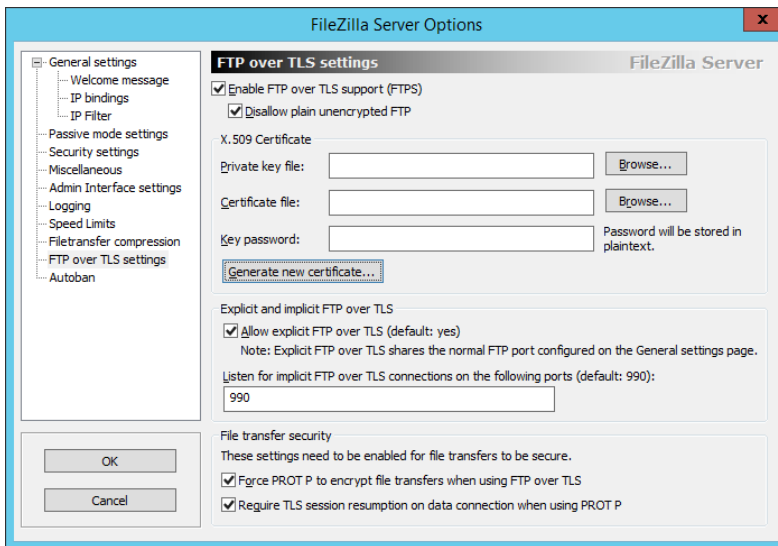 FileZilla Server Options
x
General settings
Welcome message
IP bindings
IP Filter
Passive mode settings
Security settings
Miscellaneous
Admin Interface settings
Logging
Speed Limits
Filetransfer compression
FTP over TLS settings
Autoban
OK
Cancel
FTP over TLS settings
FileZilla Server
Enable FTP over TLS support (FTPS)
Disallow plain unencrypted FTP
X.509 Certificate
Private key file:
Browse...
Certificate file:
Browse...
Key password:
Password will be stored in
plaintext.
Generate new certificate...
Explicit and implicit FTP over TLS
Allow explicit FTP over TLS (default: yes)
Note: Explicit FTP over TLS shares the normal FTP port configured on the General settings page.
Listen for implicit FTP over TLS connections on the following ports (default: 990):
990
File transfer security
These settings need to be enabled for file transfers to be secure.
Force PROT P to encrypt file transfers when using FTP over TLS
Require TLS session resumption on data connection when using PROT P